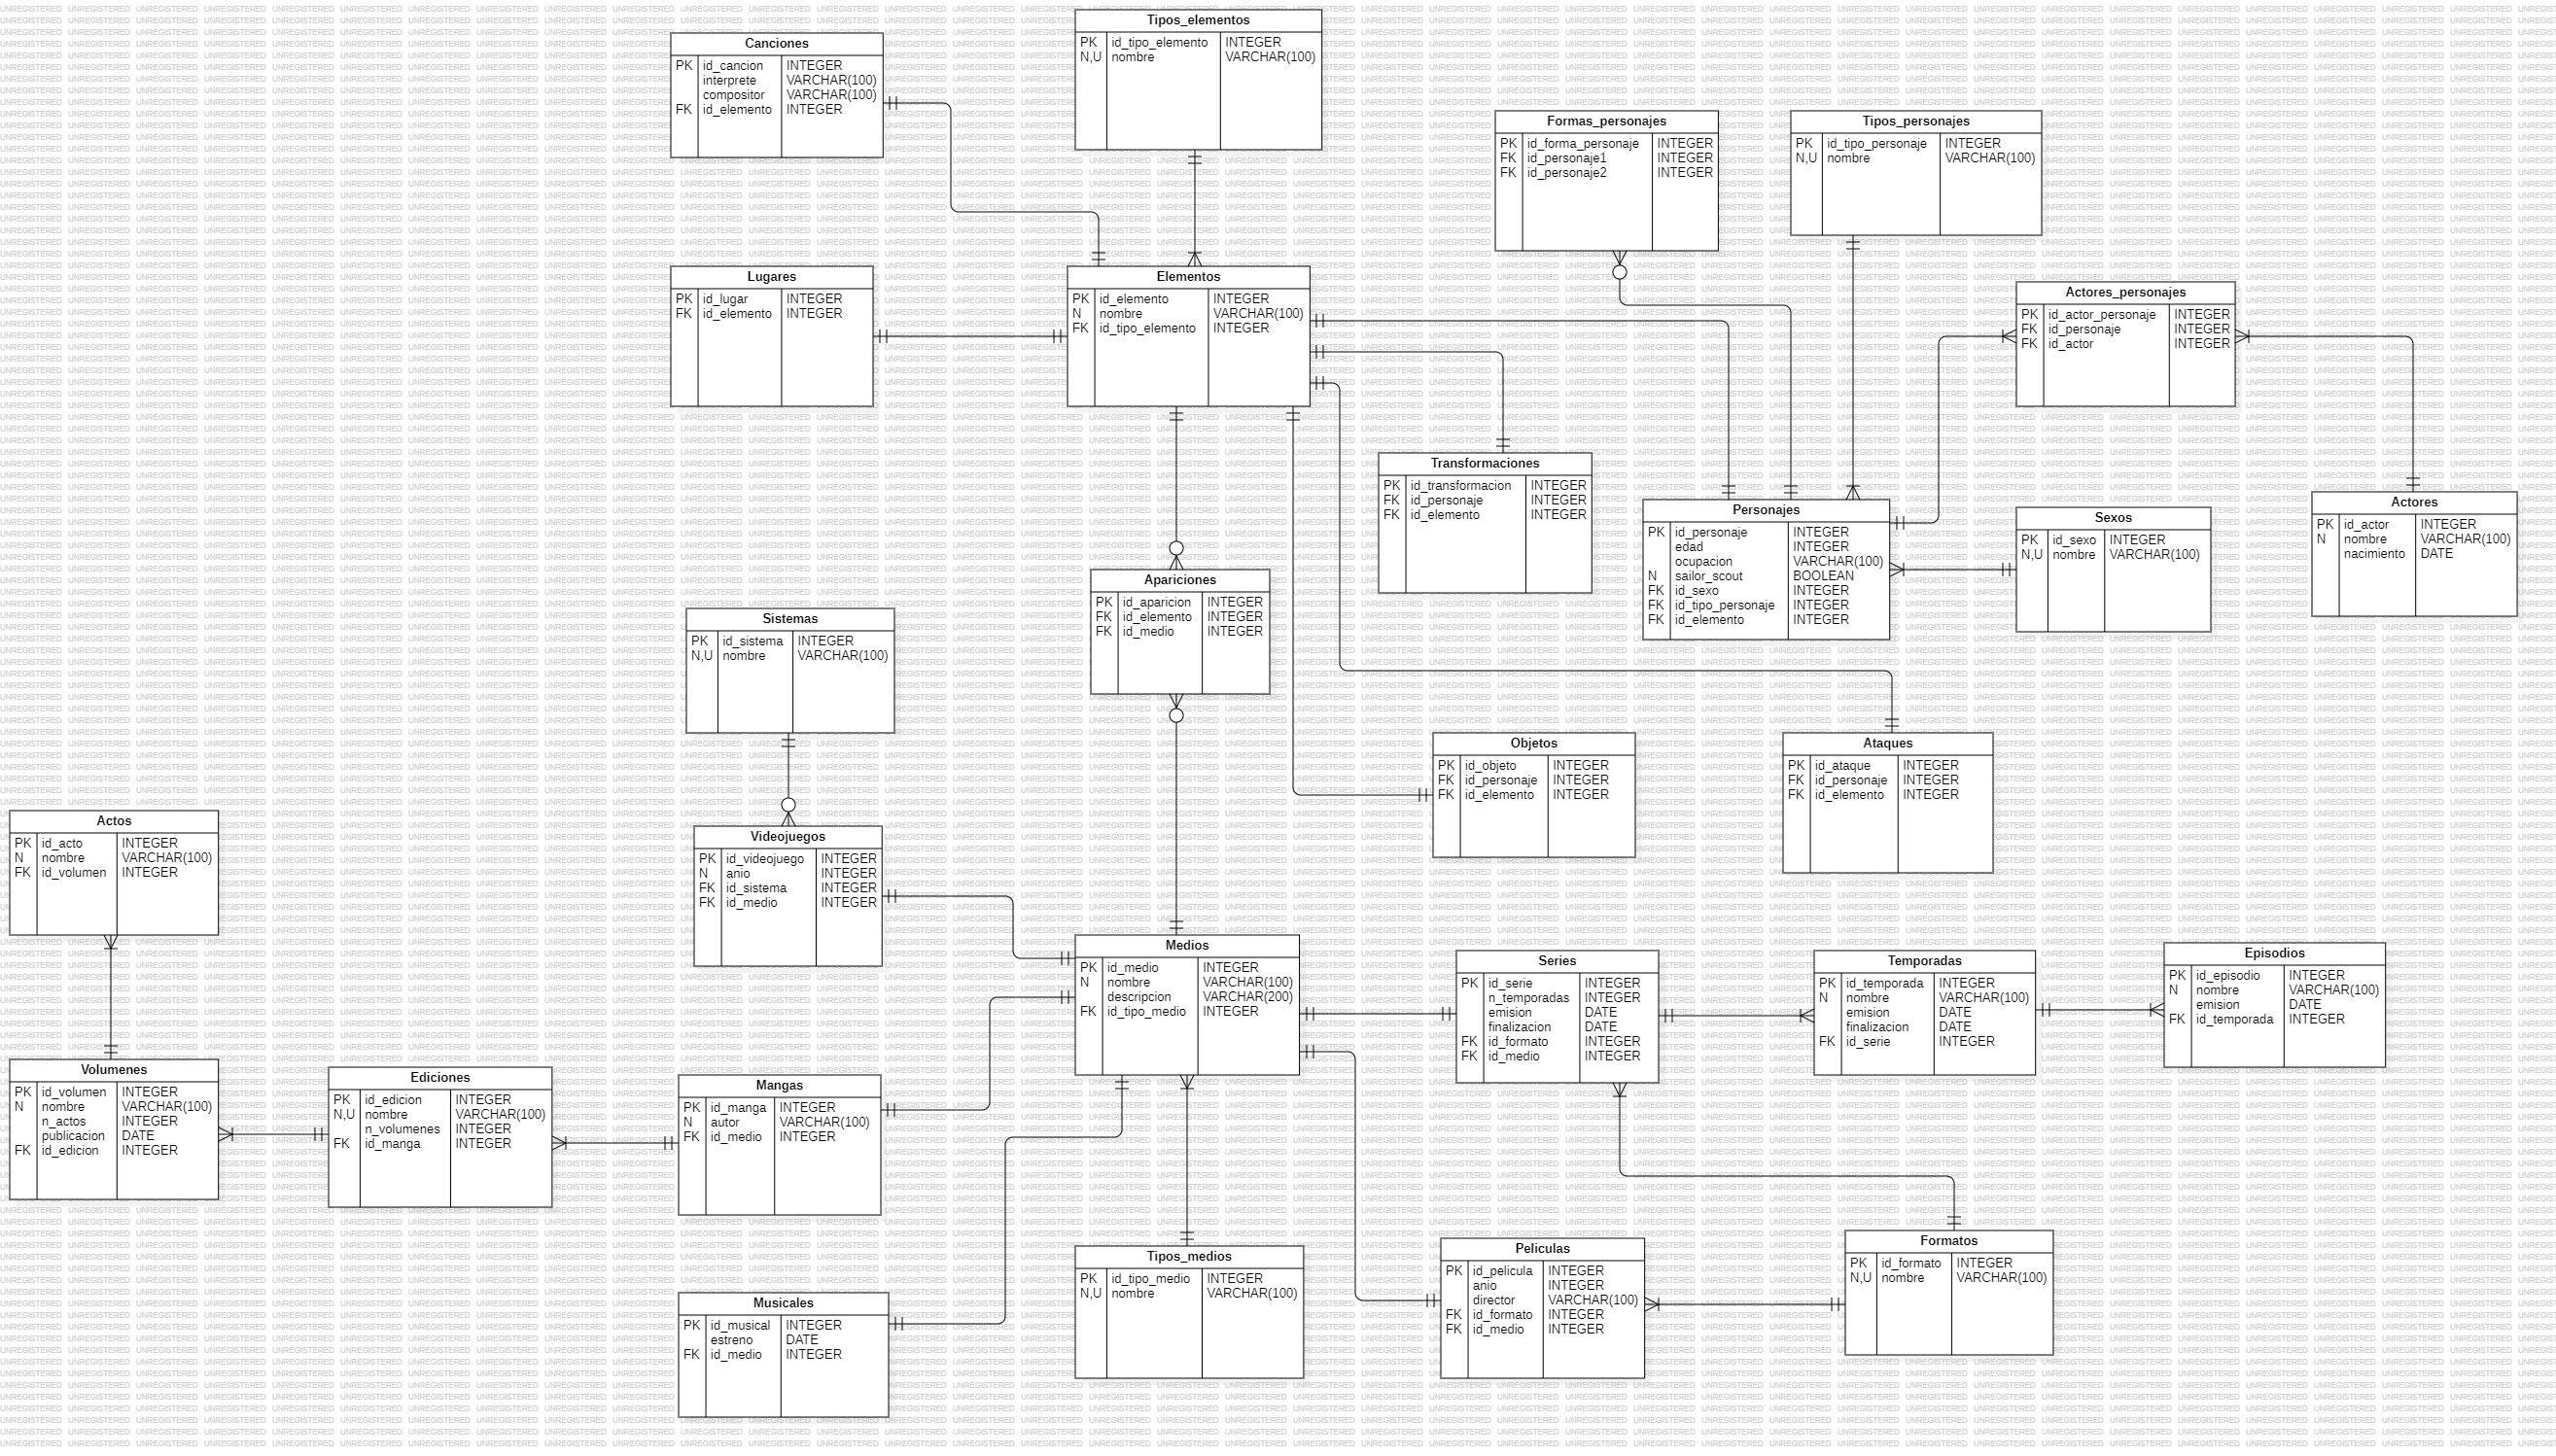 Tipos_elementos
PK id_tipo_elemento INTEGER
N,U nombre VARCHAR(100)
Canciones
PK id_cancion INTEGER
interprete VARCHAR(100)
compositor VARCHAR(100)
FK id_elemento INTEGER
Formas_personajes
PK id_forma_personaje INTEGER
FK id_personaje1 INTEGER
FK id_personaje2 INTEGER
Tipos_personajes
PK id_tipo_personaje INTEGER
N,U nombre VARCHAR(100)
Lugares
PK id_lugar INTEGER
FK id_elemento INTEGER
Elementos
PK id_elemento INTEGER
N nombre VARCHAR(100)
FK id_tipo_elemento INTEGER
Actores_personajes
PK id_actor_personaje INTEGER
FK id_personaje INTEGER
FK id_actor INTEGER
Transformaciones
PK id_transformacion INTEGER
FK id_personaje INTEGER
FK id_elemento INTEGER
Personajes
PK id_personaje INTEGER
edad INTEGER
ocupacion VARCHAR(100)
N sailor_scout BOOLEAN
FK id_sexo INTEGER
FK id_tipo_personaje INTEGER
FK id_elemento INTEGER
Sexos
PK id_sexo INTEGER
N,U nombre VARCHAR(100)
Actores
PK id_actor INTEGER
N nombre VARCHAR(100)
nacimiento DATE
Apariciones
PK id_aparicion INTEGER
FK id_elemento INTEGER
FK id_medio INTEGER
Sistemas
PK id_sistema INTEGER
N,U nombre VARCHAR(100)
Objetos
PK id_objeto INTEGER
FK id_personaje INTEGER
FK id_elemento INTEGER
Ataques
PK id_ataque INTEGER
FK id_personaje INTEGER
FK id_elemento INTEGER
Actos
PK id_acto INTEGER
N nombre VARCHAR(100)
FK id_volumen INTEGER
Videojuegos
PK id_videojuego INTEGER
N anio INTEGER
FK id_sistema INTEGER
FK id_medio INTEGER
Medios
PK id_medio INTEGER
N nombre VARCHAR(100)
descripcion VARCHAR(200)
FK id_tipo_medio INTEGER
Series
PK id_serie INTEGER
n_temporadas INTEGER
emision DATE
finalizacion DATE
FK id_formato INTEGER
FK id_medio INTEGER
Temporadas
PK id_temporada INTEGER
N nombre VARCHAR(100)
emision DATE
finalizacion DATE
FK id_serie INTEGER
Episodios
PK id_episodio INTEGER
N nombre VARCHAR(100)
emision DATE
FK id_temporada INTEGER
Volumenes
PK id_volumen INTEGER
N nombre VARCHAR(100)
n_actos INTEGER
publicacion DATE
FK id_edicion INTEGER
Ediciones
PK id_edicion INTEGER
N,U nombre VARCHAR(100)
n_volumenes INTEGER
FK id_manga INTEGER
Mangas
PK id_manga INTEGER
N autor VARCHAR(100)
FK id_medio INTEGER
Tipos_medios
PK id_tipo_medio INTEGER
N,U nombre VARCHAR(100)
Peliculas
PK id_pelicula INTEGER
anio INTEGER
director VARCHAR(100)
FK id_formato INTEGER
FK id_medio INTEGER
Formatos
PK id_formato INTEGER
N,U nombre VARCHAR(100)
Musicales
PK id_musical INTEGER
estreno DATE
FK id_medio INTEGER
UNREGISTERED